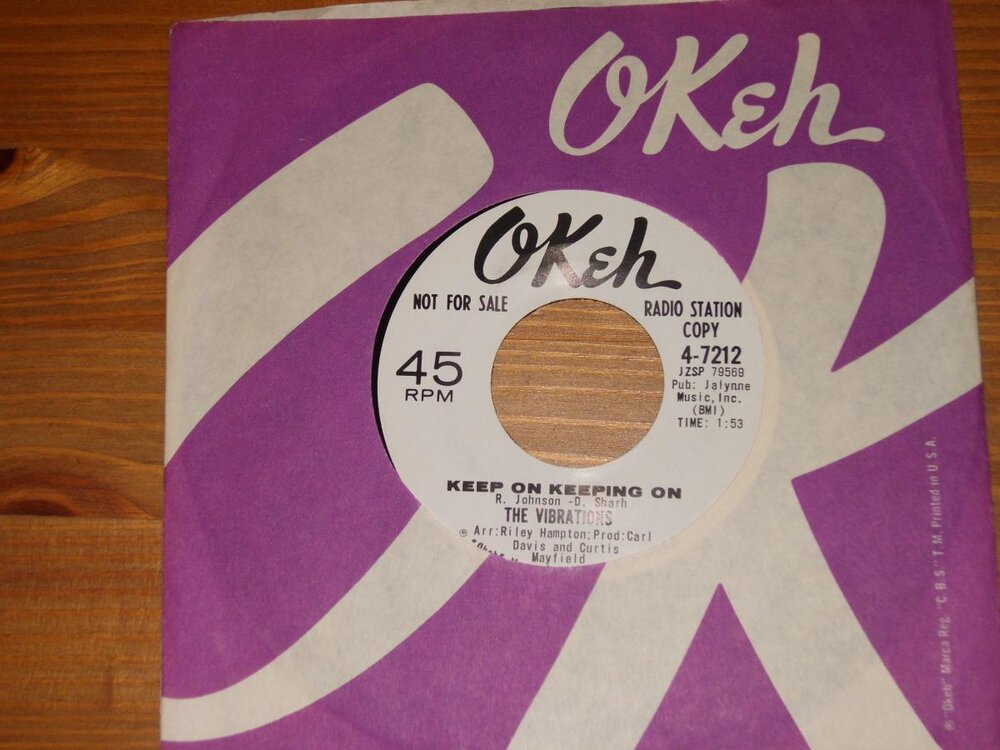 OKeh
OKeh
NOT FOR SALE
RADIO STATION
COPY
45
RPM
4-7212
JZSP 79569
Pub: Jalynne
Music, Inc.
(BMI)
TIME: 1:53
KEEP ON KEEPING ON
R. Johnson -D. Sharh
THE VIBRATIONS
Arr:Riley Hampton;Prod:Carl
Davis and Curtis
Mayfield
® "Okeh" Marca Reg. "C B S" T.M. Printed in U S A.